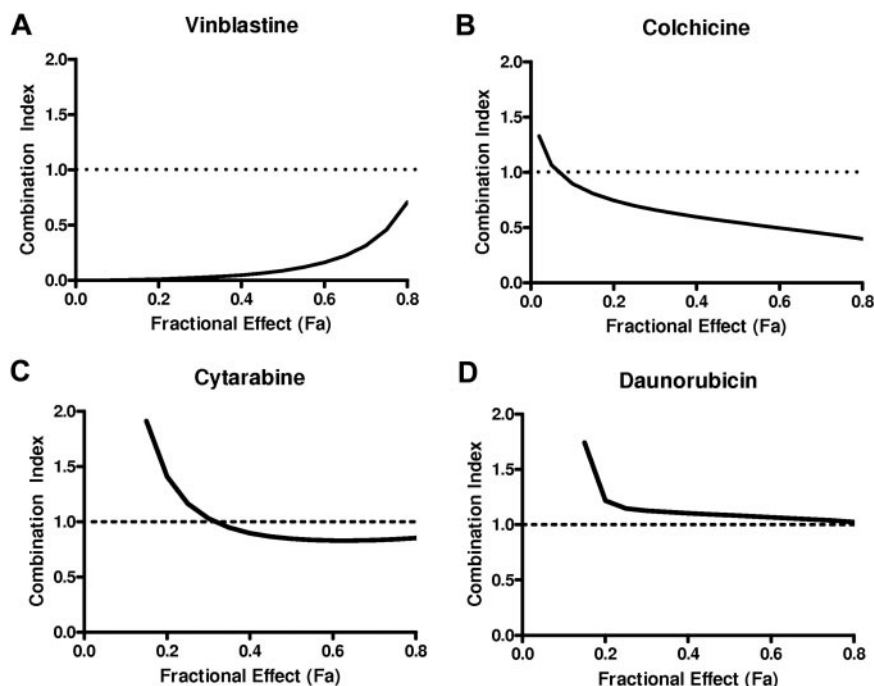 A
Vinblastine
2.0
1.5
1.0
0.5
0.0
Combination Index
0.0 0.2 0.4 0.6 0.8
Fractional Effect (Fa)
B
Colchicine
2.0
1.5
1.0
0.5
0.0
Combination Index
0.0 0.2 0.4 0.6 0.8
Fractional Effect (Fa)
C
Cytarabine
2.0
1.5
1.0
0.5
0.0
Combination Index
0.0 0.2 0.4 0.6 0.8
Fractional Effect (Fa)
D
Daunorubicin
2.0
1.5
1.0
0.5
0.0
Combination Index
0.0 0.2 0.4 0.6 0.8
Fractional Effect (Fa)